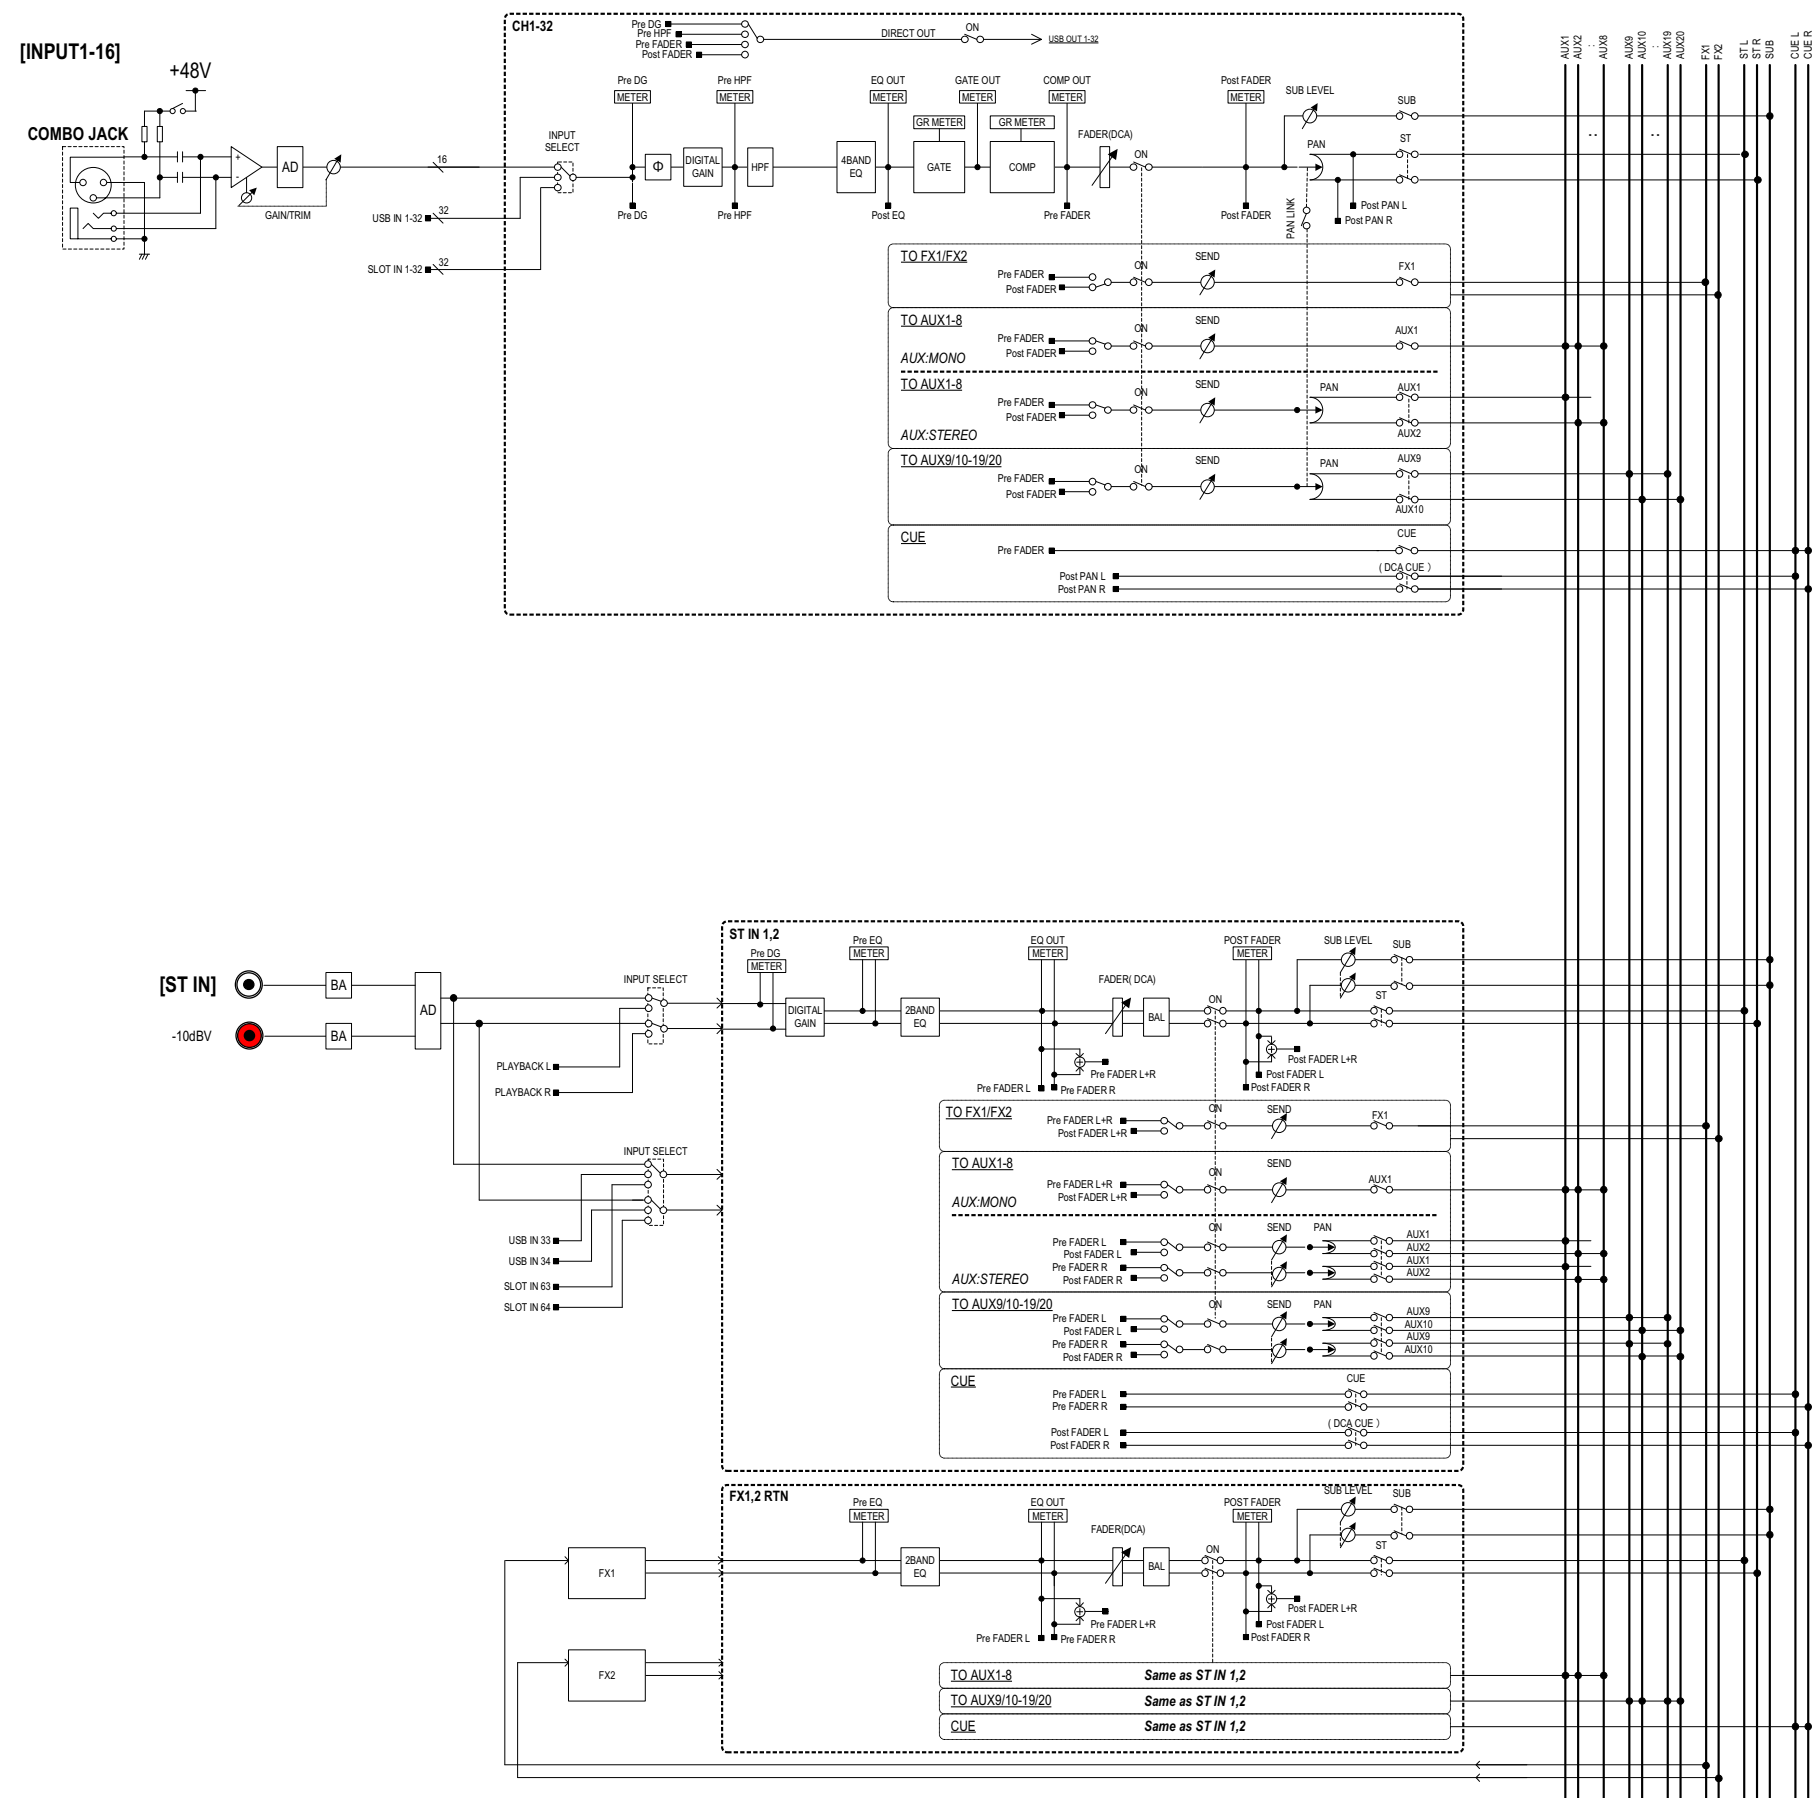 [INPUT1-16]
+48V
COMBO JACK
AD
GAIN/TRIM
16
USB IN 1-32
32
SLOT IN 1-32
32
CH1-32
Pre DG
Pre HPF
Pre FADER
Post FADER
DIRECT OUT
ON
USB OUT 1-32
INPUT
SELECT
Pre DG
METER
Pre DG
Φ
DIGITAL
GAIN
Pre HPF
METER
Pre HPF
HPF
4BAND
EQ
EQ OUT
METER
Post EQ
GR METER
GATE
GATE OUT
METER
GR METER
COMP
COMP OUT
METER
Pre FADER
FADER(DCA)
ON
Post FADER
METER
Post FADER
SUB LEVEL
SUB
PAN
ST
Post PAN L
Post PAN R
PAN LINK
TO FX1/FX2
Pre FADER
Post FADER
ON
SEND
FX1
TO AUX1-8
AUX:MONO
Pre FADER
Post FADER
ON
SEND
AUX1
TO AUX1-8
AUX:STEREO
Pre FADER
Post FADER
ON
SEND
PAN
AUX1
AUX2
TO AUX9/10-19/20
Pre FADER
Post FADER
ON
SEND
PAN
AUX9
AUX10
CUE
Pre FADER
CUE
Post PAN L
Post PAN R
( DCA CUE )
AUX1
AUX2
AUX8
AUX9
AUX10
AUX19
AUX20
FX1
FX2
ST L
ST R
SUB
CUE L
CUE R
[ST IN]
-10dBV
BA
BA
AD
INPUT SELECT
PLAYBACK L
PLAYBACK R
INPUT SELECT
USB IN 33
USB IN 34
SLOT IN 63
SLOT IN 64
ST IN 1,2
Pre DG
METER
DIGITAL
GAIN
Pre EQ
METER
2BAND
EQ
EQ OUT
METER
FADER( DCA)
BAL
ON
POST FADER
METER
SUB LEVEL
SUB
ST
Pre FADER L+R
Pre FADER L
Pre FADER R
Post FADER L+R
Post FADER L
Post FADER R
TO FX1/FX2
Pre FADER L+R
Post FADER L+R
ON
SEND
FX1
TO AUX1-8
AUX:MONO
Pre FADER L+R
Post FADER L+R
ON
SEND
AUX1
AUX:STEREO
Pre FADER L
Post FADER L
Pre FADER R
Post FADER R
ON
SEND
PAN
AUX1
AUX2
AUX1
AUX2
TO AUX9/10-19/20
Pre FADER L
Post FADER L
Pre FADER R
Post FADER R
ON
SEND
PAN
AUX9
AUX10
AUX9
AUX10
CUE
Pre FADER L
Pre FADER R
CUE
Post FADER L
Post FADER R
( DCA CUE )
FX1,2 RTN
FX1
FX2
Pre EQ
METER
2BAND
EQ
EQ OUT
METER
FADER(DCA)
BAL
ON
POST FADER
METER
SUB LEVEL
SUB
ST
Pre FADER L+R
Pre FADER L
Pre FADER R
Post FADER L+R
Post FADER L
Post FADER R
TO AUX1-8
Same as ST IN 1,2
TO AUX9/10-19/20
Same as ST IN 1,2
CUE
Same as ST IN 1,2